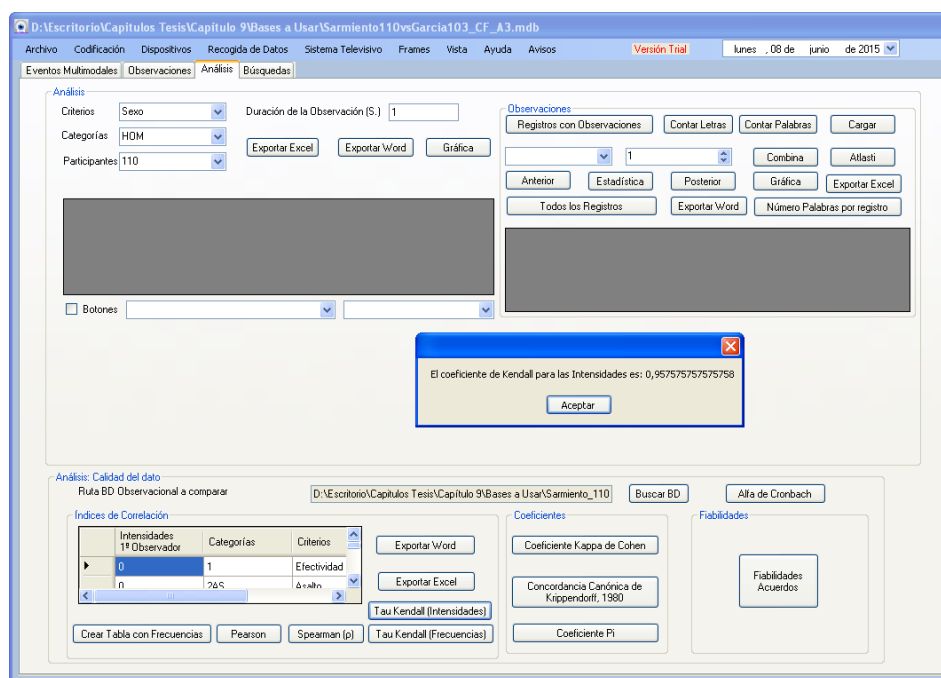 D:\Escritorio\Capítulos Tesis\Capítulo 9\Bases a Usar\Sarmiento110vsGarcia103_CF_A3.mdb
Archivo Codificación Dispositivos Recogida de Datos Sistema Televisivo Frames Vista Ayuda Avisos Versión Trial lunes , 08 de junio de 2015
Eventos Multimodales Observaciones Análisis Búsquedas
Análisis
Criterios Sexo Duración de la Observación (S.) 1
Categorías HOM
Exportar Excel Exportar Word Gráfica
Participantes 110
Observaciones
Registros con Observaciones Contar Letras Contar Palabras Cargar
1 Combina Atlasti
Anterior Estadística Posterior Gráfica Exportar Excel
Todos los Registros Exportar Word Número Palabras por registro
Botones
El coeficiente de Kendall para las Intensidades es: 0,957575757575758
Aceptar
Análisis: Calidad del dato
Ruta BD Observacional a comparar D:\Escritorio\Capítulos Tesis\Capítulo 9\Bases a Usar\Sarmiento_110 Buscar BD Alfa de Cronbach
Índices de Correlación
Intensidades
1º Observador Categorías Criterios
0 1 Efectividad
0 2AS Asalto
Exportar Word
Exportar Excel
Tau Kendall (Intensidades)
Crear Tabla con Frecuencias Pearson Spearman (ρ) Tau Kendall (Frecuencias)
Coeficientes
Coeficiente Kappa de Cohen
Concordancia Canónica de
Krippendorff, 1980
Coeficiente Pi
Fiabilidades
Fiabilidades
Acuerdos